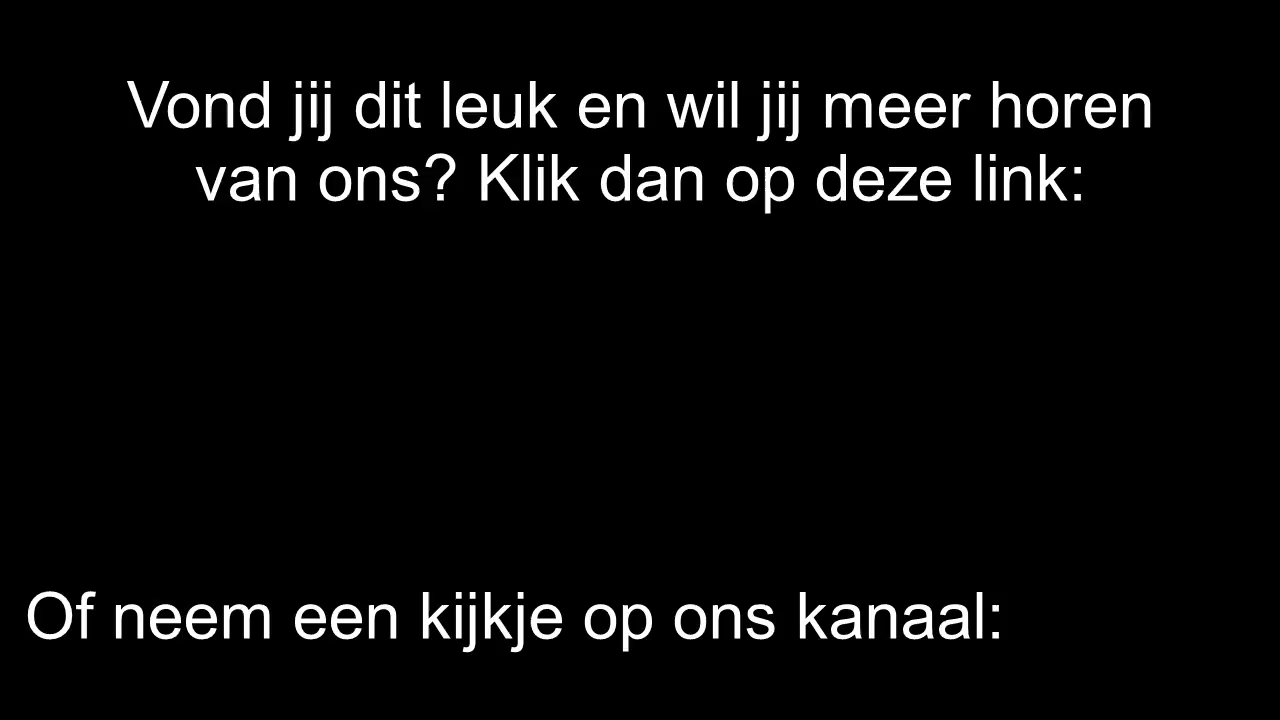 Vond jij dit leuk en wil jij meer horen
van ons? Klik dan op deze link:
Of neem een kijkje op ons kanaal: